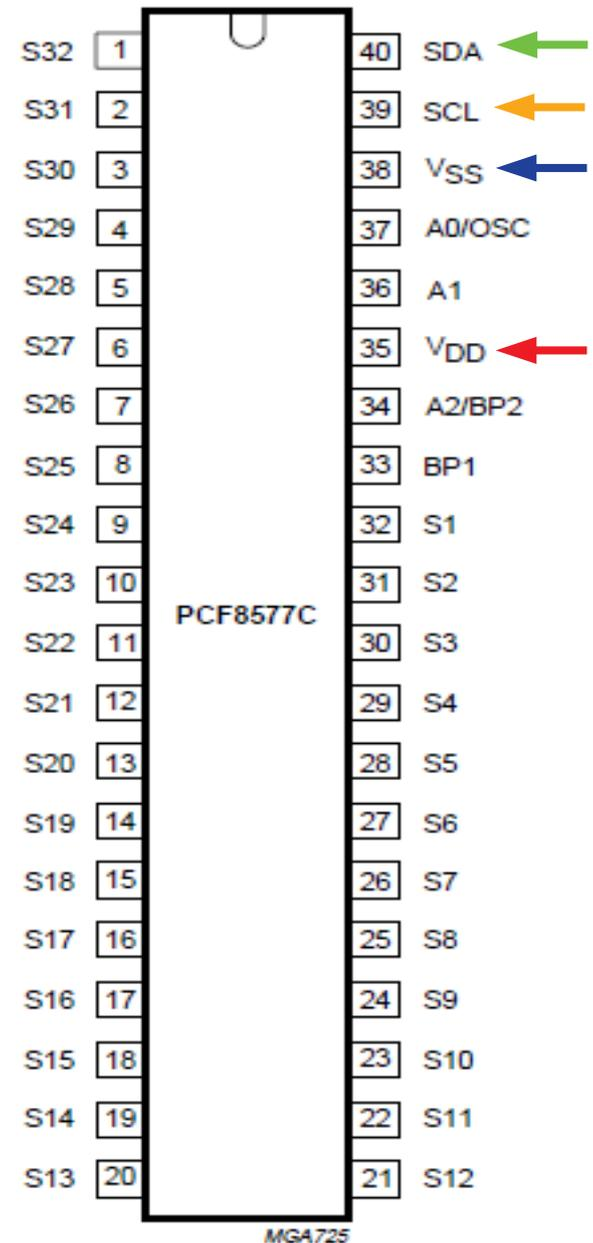 S32 1 40 SDA
S31 2 39 SCL
S30 3 38 VSS
S29 4 37 A0/OSC
S28 5 36 A1
S27 6 35 VDD
S26 7 34 A2/BP2
S25 8 33 BP1
S24 9 32 S1
S23 10 31 S2
PCF8577C
S22 11 30 S3
S21 12 29 S4
S20 13 28 S5
S19 14 27 S6
S18 15 26 S7
S17 16 25 S8
S16 17 24 S9
S15 18 23 S10
S14 19 22 S11
S13 20 21 S12
MGA725